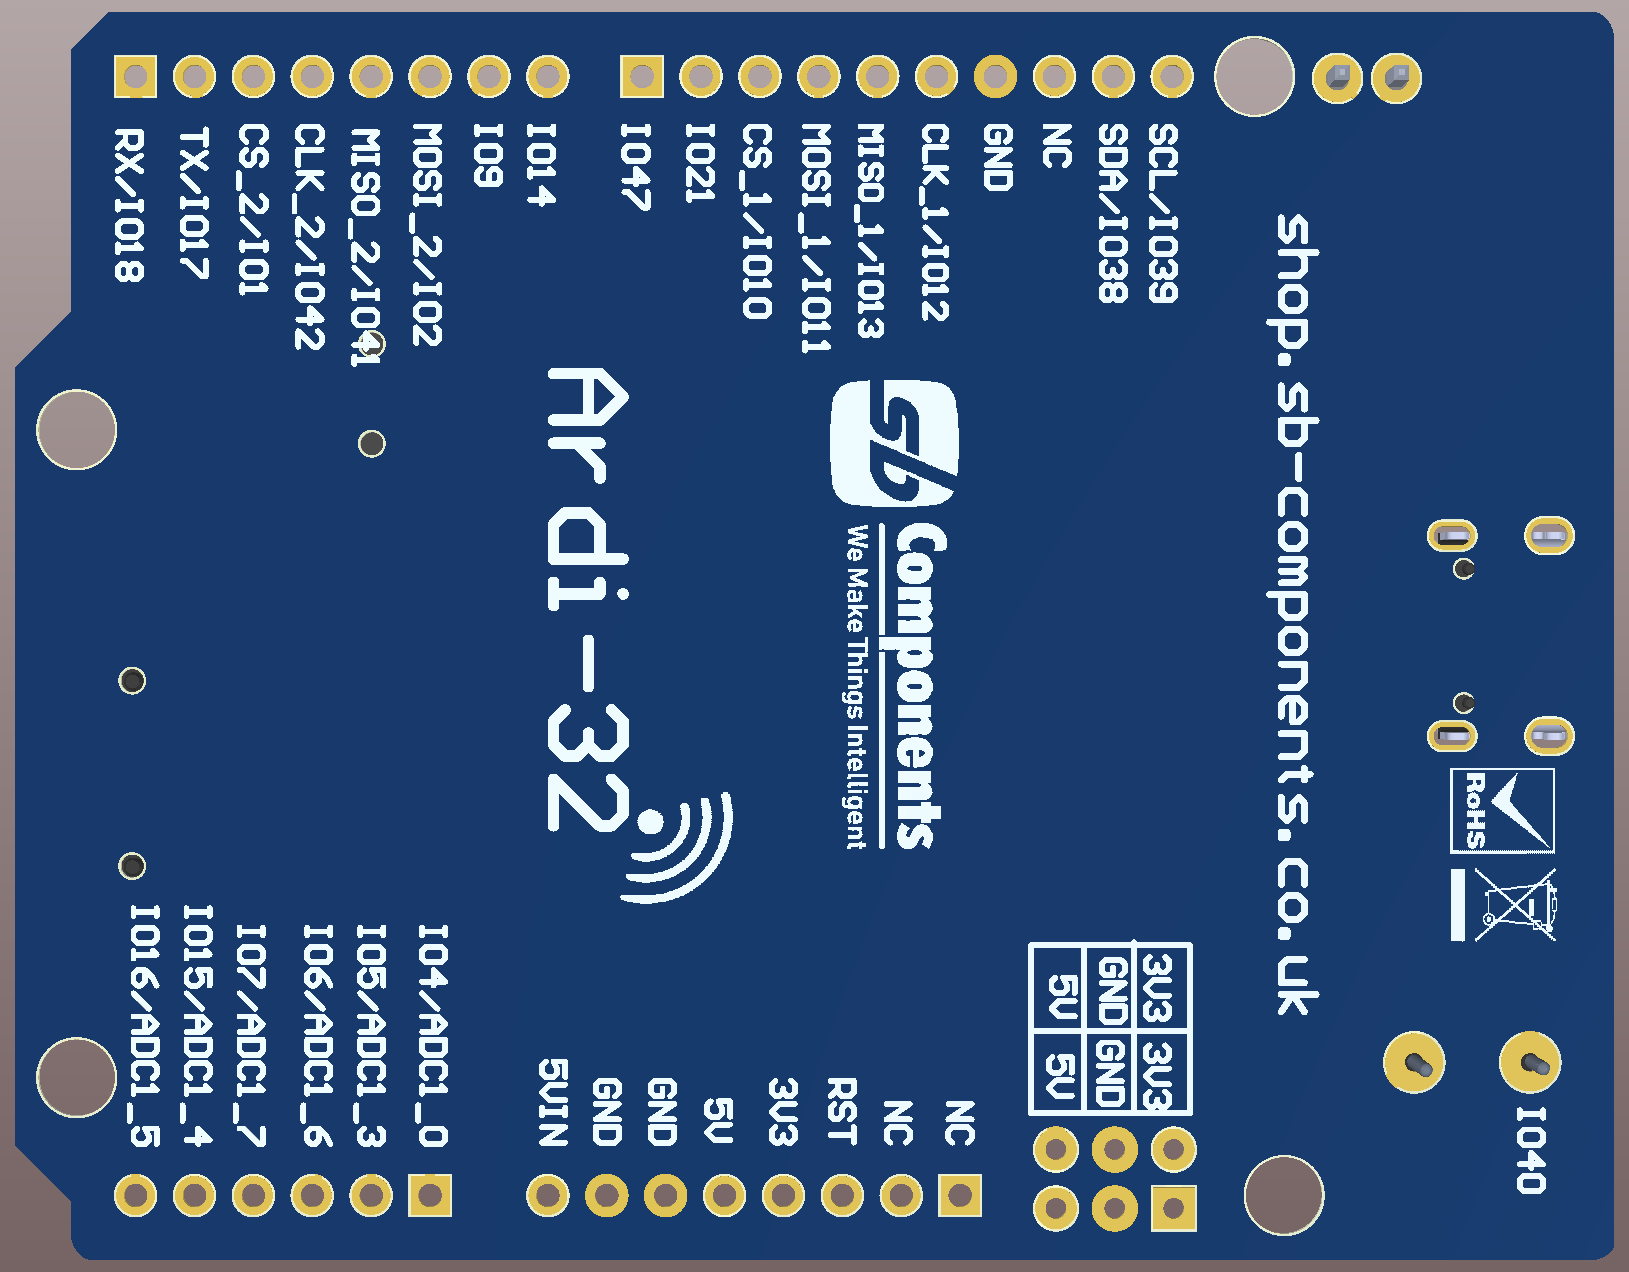 RX/IO18
TX/IO17
CS_2/IO1
CLK_2/IO42
MISO_2/IO41
MOSI_2/IO2
IO9
IO14
IO47
IO21
CS_1/IO10
MOSI_1/IO11
MISO_1/IO13
CLK_1/IO12
GND
NC
SDA/IO38
SCL/IO39
shop.sb-components.co.uk
Ardi-32
sb
Components
We Make Things Intelligent
RoHS
IO16/ADC1_5
IO15/ADC1_4
IO7/ADC1_7
IO6/ADC1_6
IO5/ADC1_3
IO4/ADC1_0
5VIN
GND
GND
5V
3V3
RST
NC
NC
5V GND 3V3
5V GND 3V3
IO40